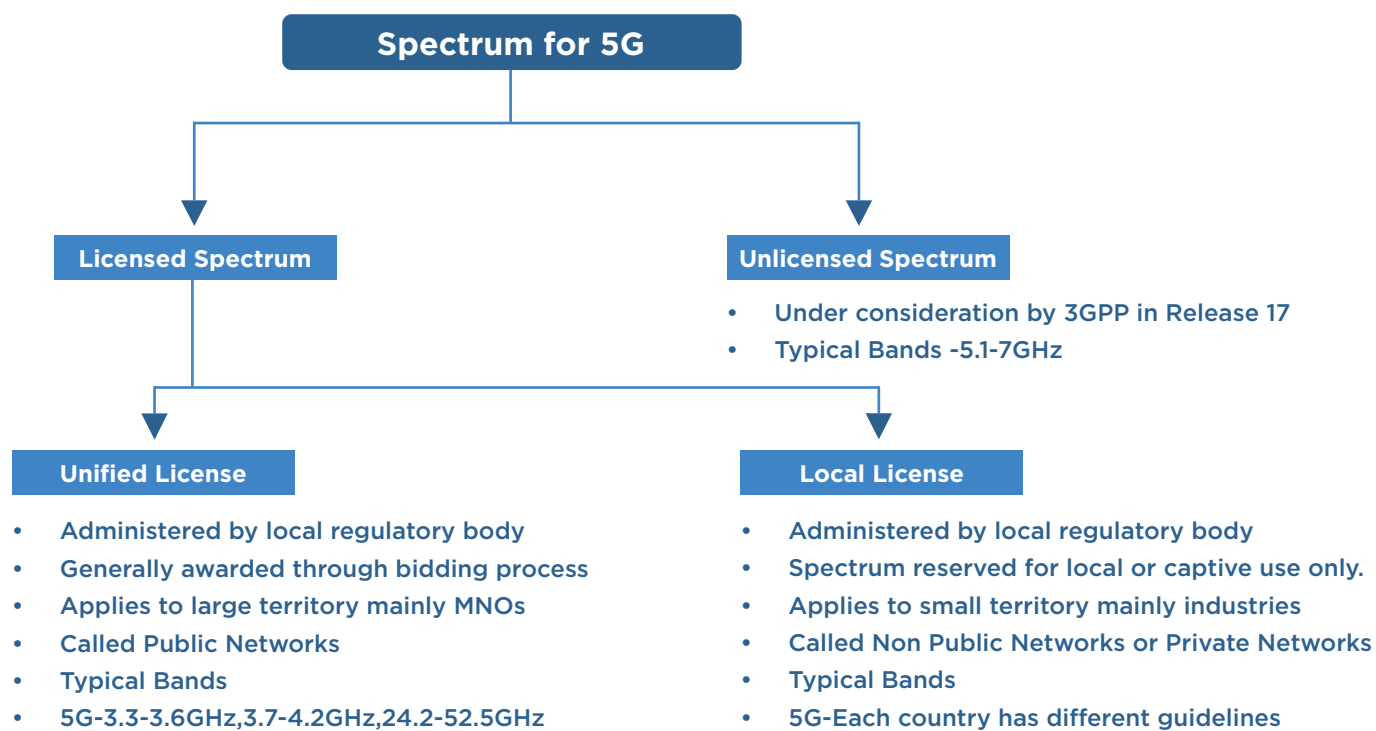 Spectrum for 5G
Licensed Spectrum
Unlicensed Spectrum
• Under consideration by 3GPP in Release 17
• Typical Bands -5.1-7GHz
Unified License
• Administered by local regulatory body
• Generally awarded through bidding process
• Applies to large territory mainly MNOs
• Called Public Networks
• Typical Bands
• 5G-3.3-3.6GHz,3.7-4.2GHz,24.2-52.5GHz
Local License
• Administered by local regulatory body
• Spectrum reserved for local or captive use only.
• Applies to small territory mainly industries
• Called Non Public Networks or Private Networks
• Typical Bands
• 5G-Each country has different guidelines